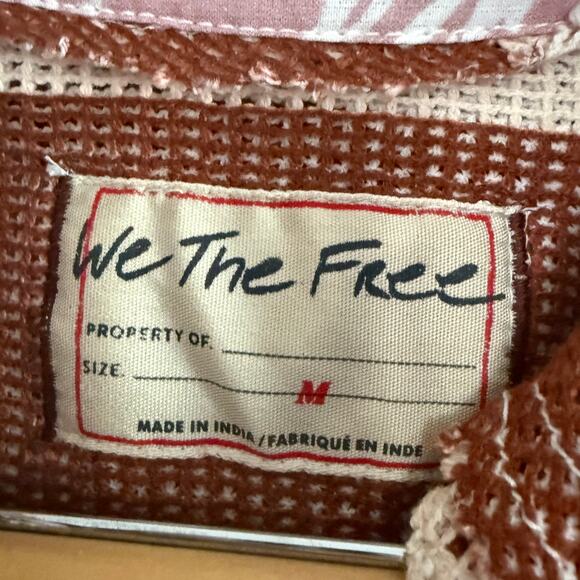 We The Free
PROPERTY OF.
SIZE. M
MADE IN INDIA / FABRIQUÉ EN INDE